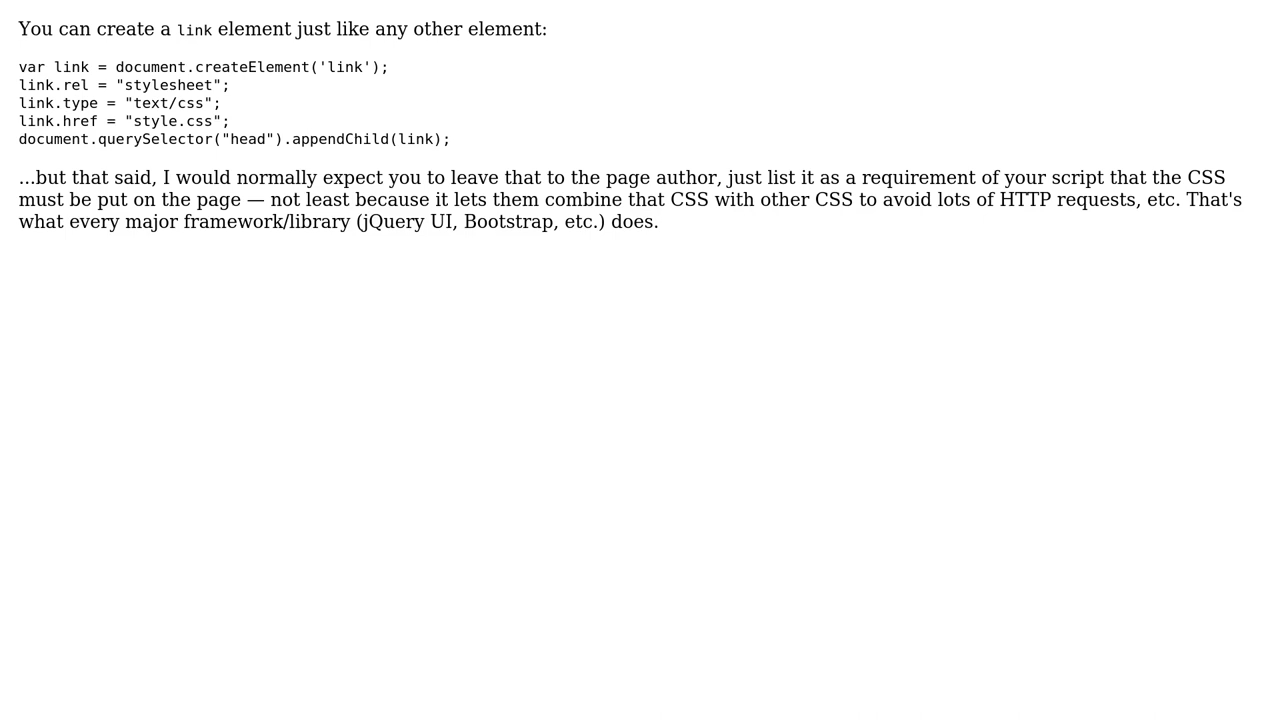 You can create a link element just like any other element:
var link = document.createElement('link');
link.rel = "stylesheet";
link.type = "text/css";
link.href = "style.css";
document.querySelector("head").appendChild(link);
...but that said, I would normally expect you to leave that to the page author, just list it as a requirement of your script that the CSS
must be put on the page — not least because it lets them combine that CSS with other CSS to avoid lots of HTTP requests, etc. That's
what every major framework/library (jQuery UI, Bootstrap, etc.) does.